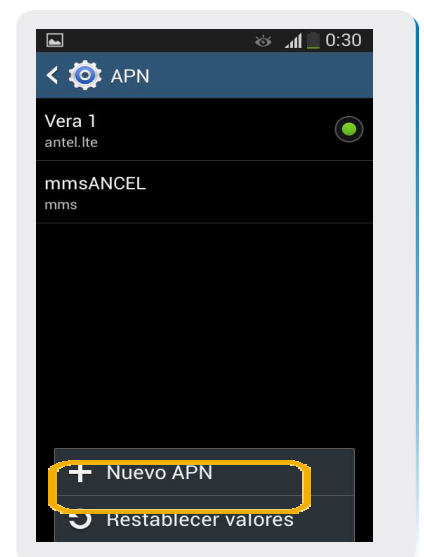 0:30
APN
Vera 1
antel.lte
mmsANCEL
mms
Nuevo APN
Restablecer valores